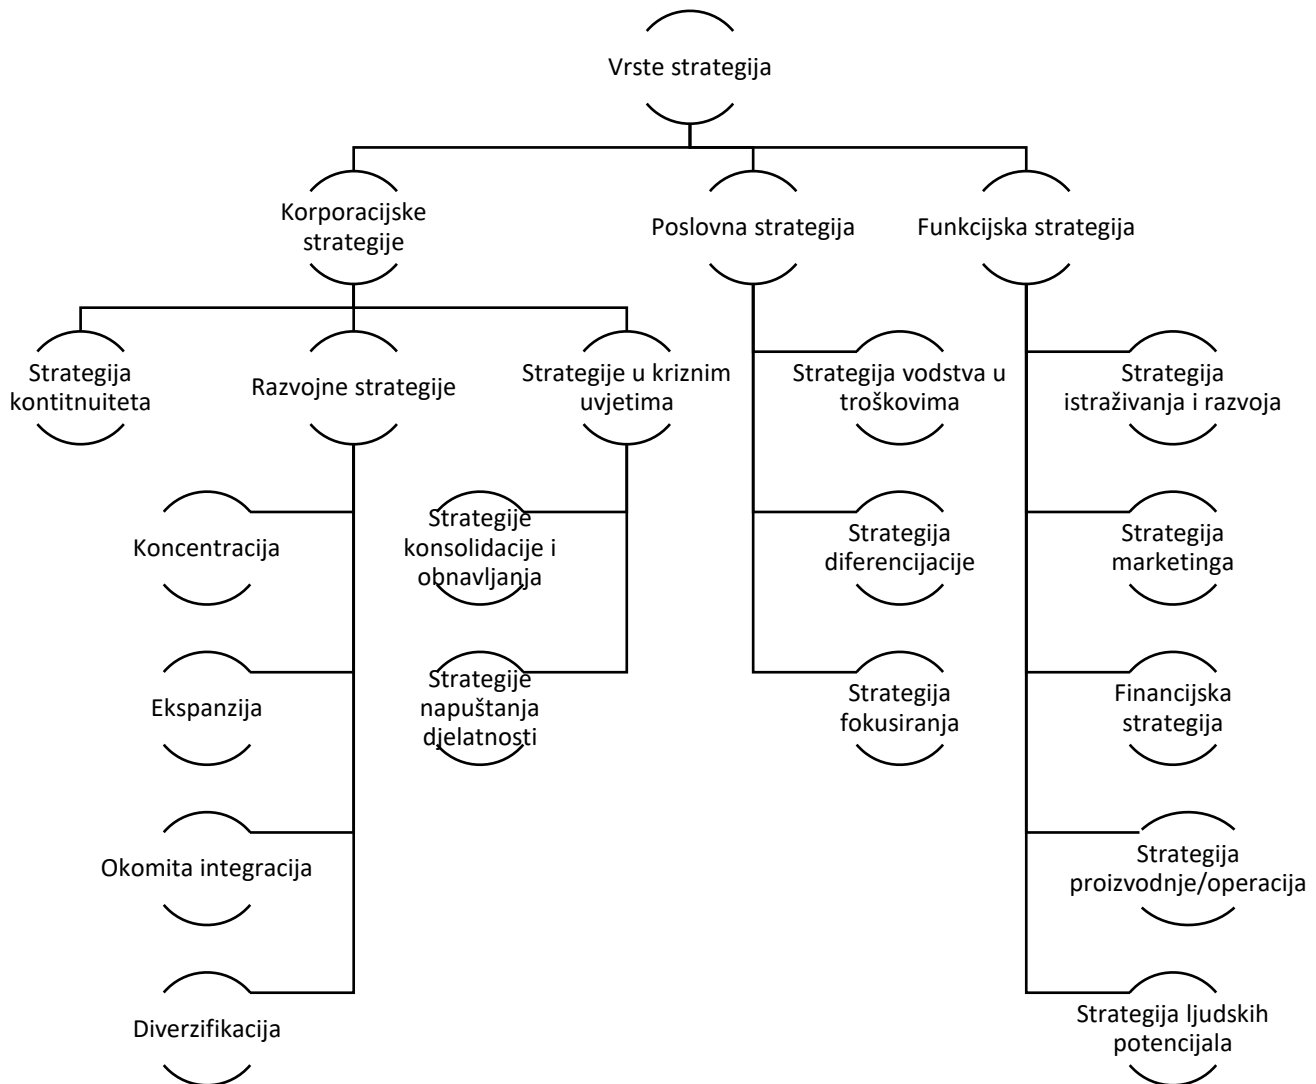 Vrste strategija
Korporacijske
strategije
Poslovna strategija
Funkcijska strategija
Strategija
kontitnuiteta
Razvojne strategije
Strategije u kriznim
uvjetima
Strategija vodstva u
troškovima
Strategija
istraživanja i razvoja
Koncentracija
Strategije
konsolidacije i
obnavljanja
Strategija
diferencijacije
Strategija
marketinga
Ekspanzija
Strategije
napuštanja
djelatnosti
Strategija
fokusiranja
Financijska
strategija
Okomita integracija
Strategija
proizvodnje/operacija
Diverzifikacija
Strategija ljudskih
potencijala